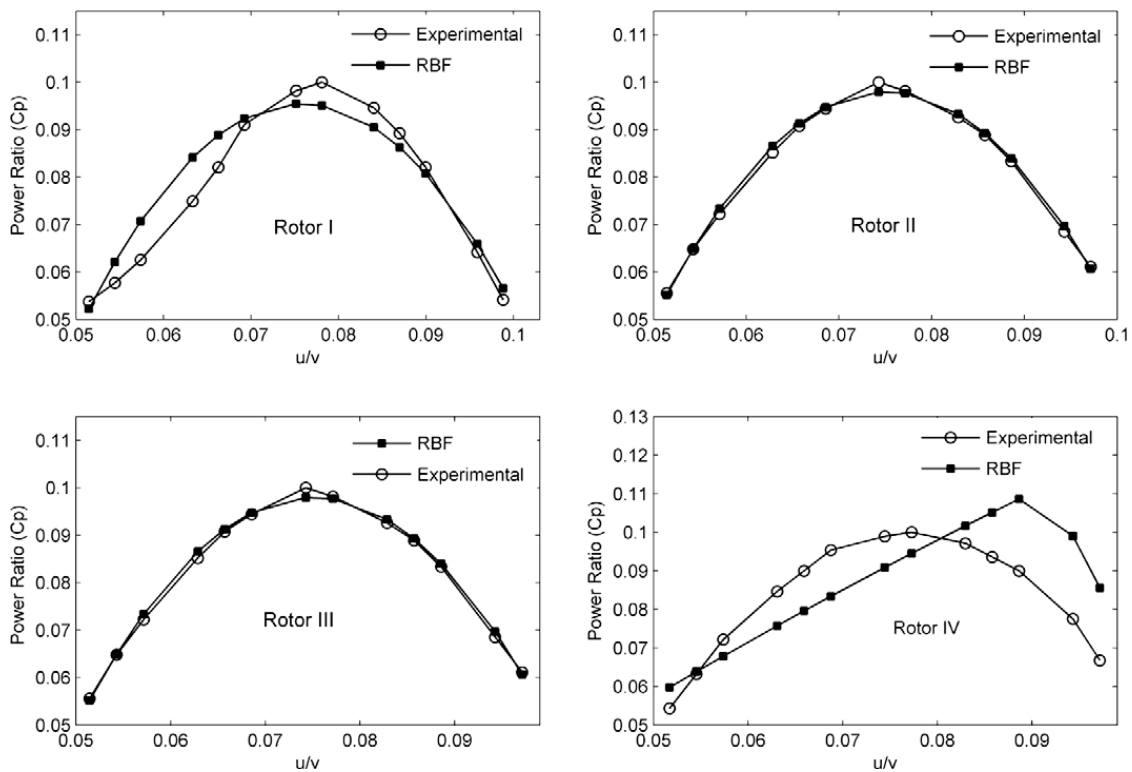 Experimental
RBF
Power Ratio (Cp)
0.11
0.1
0.09
0.08
0.07
0.06
0.05
Rotor I
0.05 0.06 0.07 0.08 0.09 0.1
u/v
Experimental
RBF
Power Ratio (Cp)
0.11
0.1
0.09
0.08
0.07
0.06
0.05
Rotor II
0.05 0.06 0.07 0.08 0.09 0.1
u/v
RBF
Experimental
Power Ratio (Cp)
0.11
0.1
0.09
0.08
0.07
0.06
0.05
Rotor III
0.05 0.06 0.07 0.08 0.09
u/v
Experimental
RBF
Power Ratio (Cp)
0.13
0.12
0.11
0.1
0.09
0.08
0.07
0.06
0.05
Rotor IV
0.05 0.06 0.07 0.08 0.09
u/v